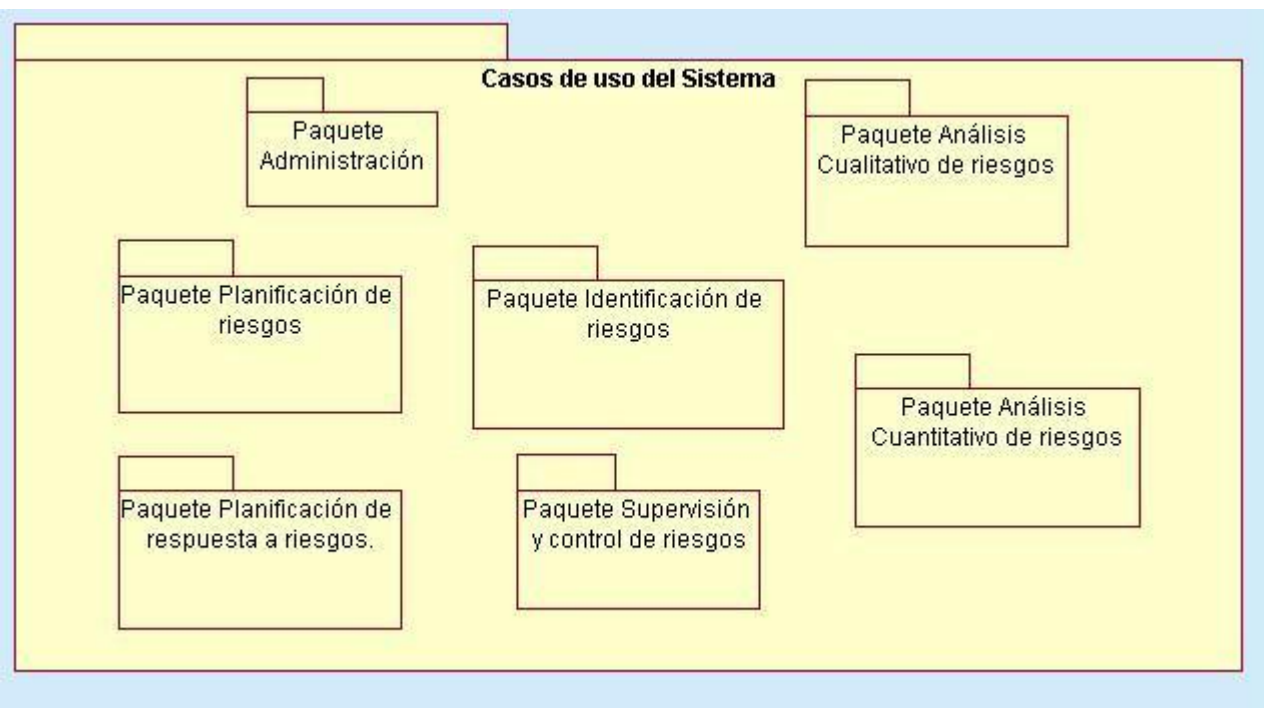 Casos de uso del Sistema
Paquete
Administración
Paquete Análisis
Cualitativo de riesgos
Paquete Planificación de
riesgos
Paquete Identificación de
riesgos
Paquete Análisis
Cuantitativo de riesgos
Paquete Planificación de
respuesta a riesgos.
Paquete Supervisión
y control de riesgos